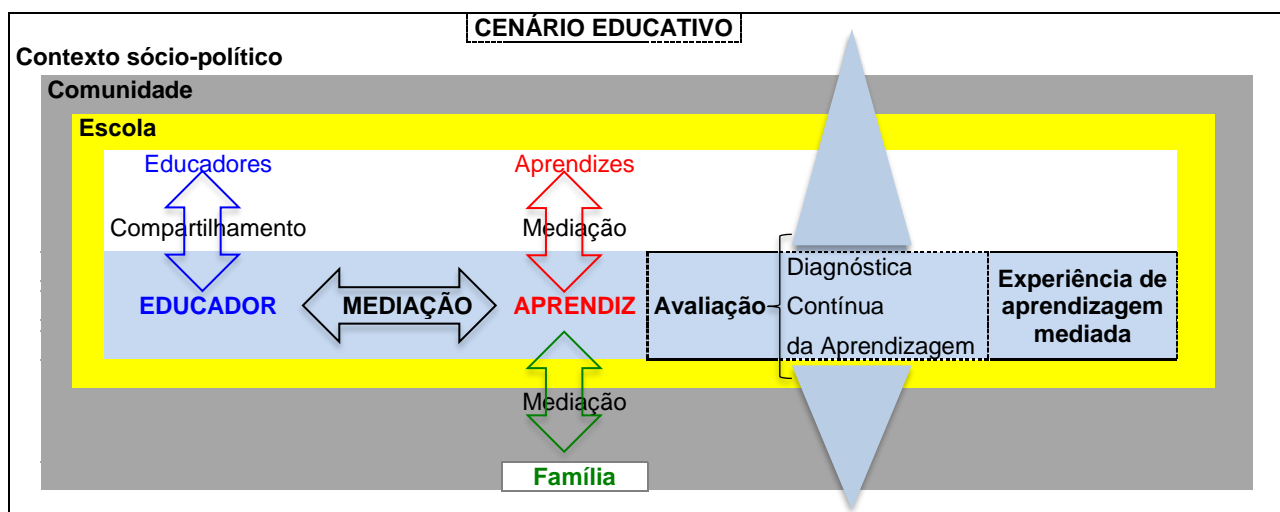 CENÁRIO EDUCATIVO
Contexto sócio-político
Comunidade
Escola
Educadores
Aprendizes
Compartilhamento
Mediação
EDUCADOR
MEDIAÇÃO
APRENDIZ
Avaliação
Diagnóstica
Contínua
da Aprendizagem
Experiência de
aprendizagem
mediada
Mediação
Família